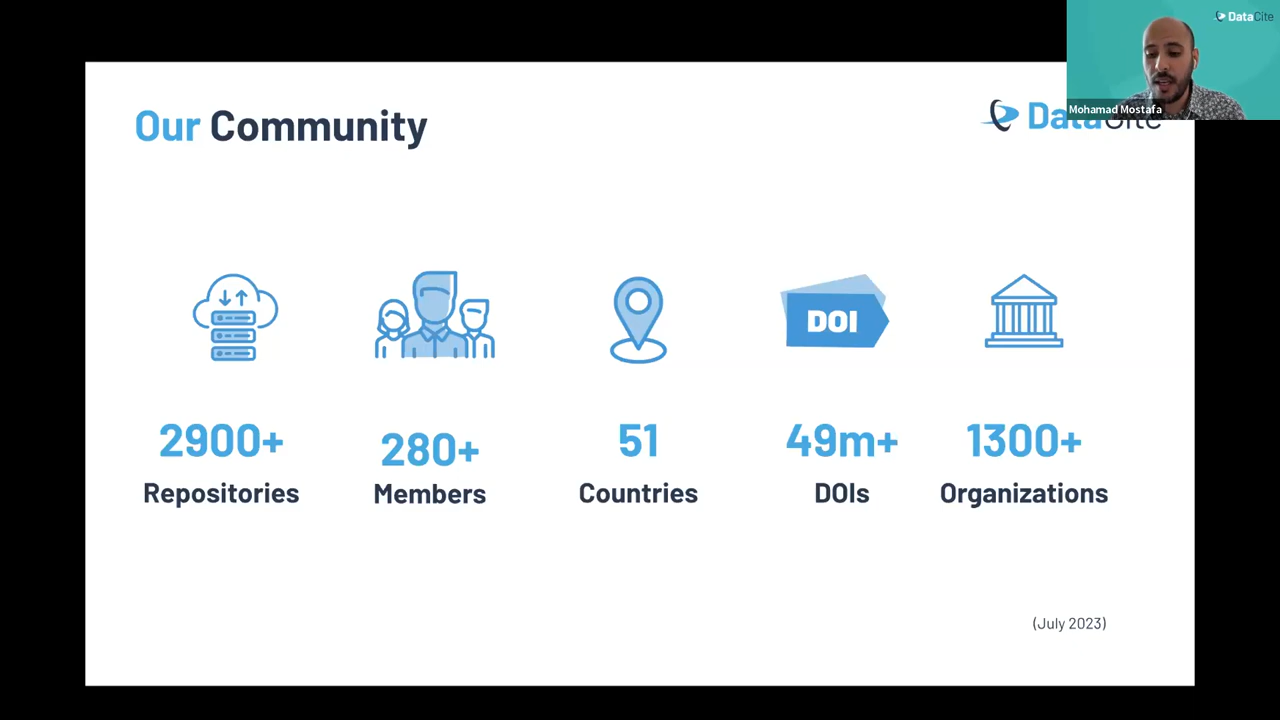 DataCite
Mohamad Mostafa
Our Community
DataCite
DOI
2900+
280+
51
49m+
1300+
Repositories
Members
Countries
DOIs
Organizations
(July 2023)